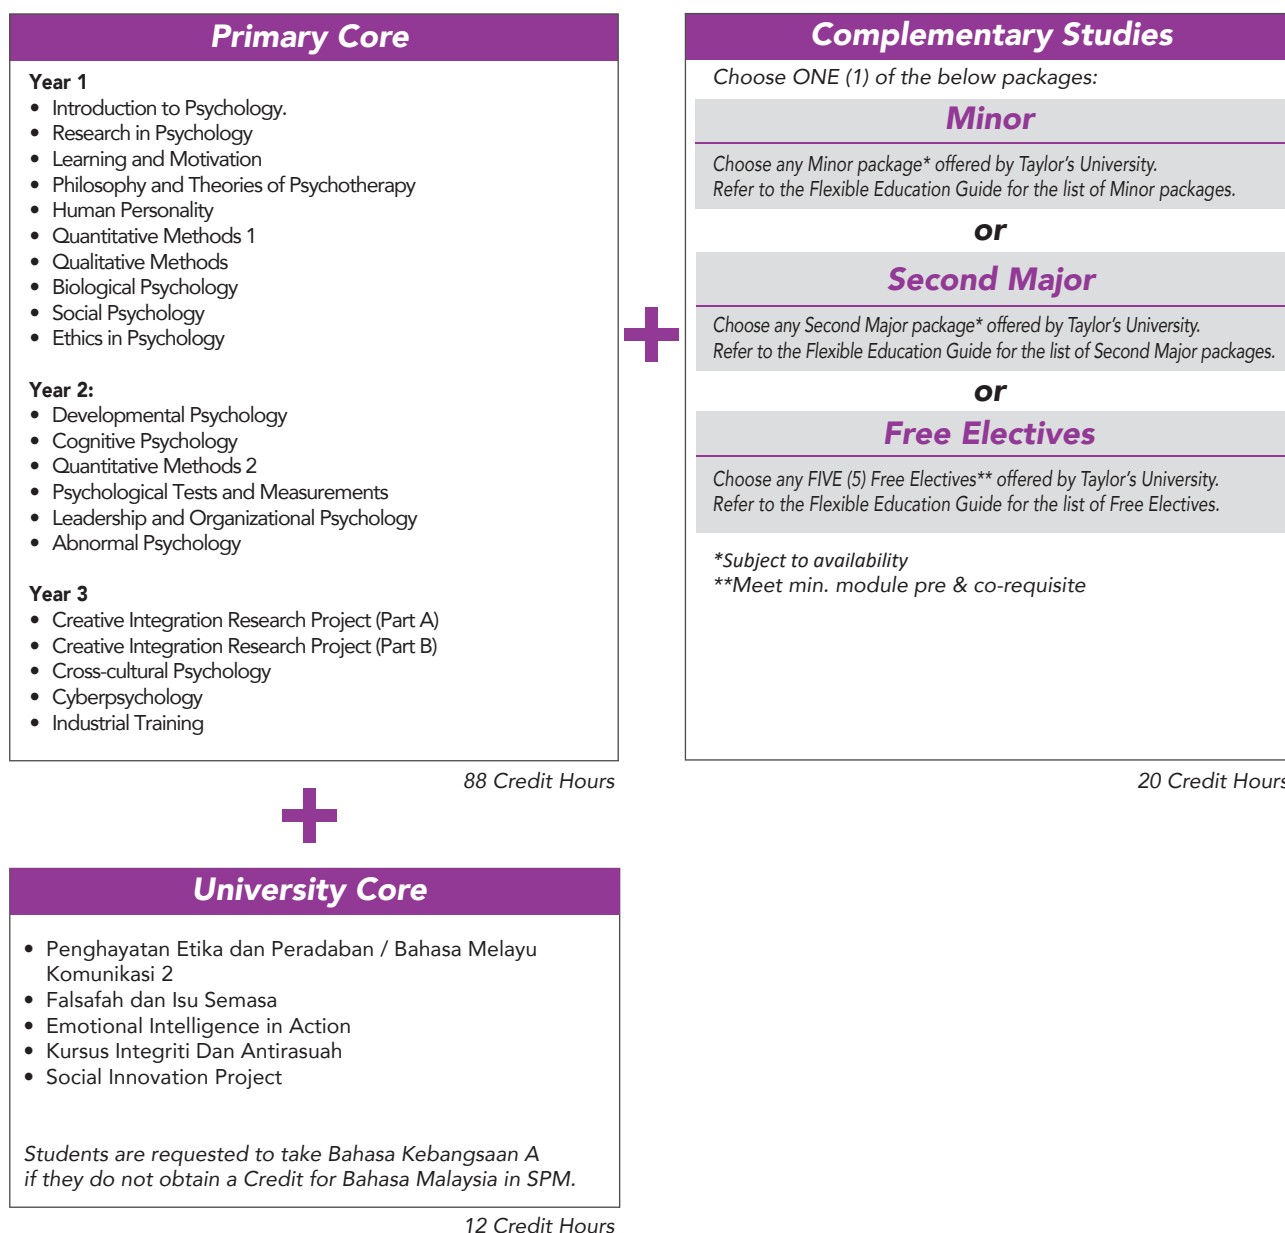 Primary Core
Year 1
• Introduction to Psychology.
• Research in Psychology
• Learning and Motivation
• Philosophy and Theories of Psychotherapy
• Human Personality
• Quantitative Methods 1
• Qualitative Methods
• Biological Psychology
• Social Psychology
• Ethics in Psychology
Year 2:
• Developmental Psychology
• Cognitive Psychology
• Quantitative Methods 2
• Psychological Tests and Measurements
• Leadership and Organizational Psychology
• Abnormal Psychology
Year 3
• Creative Integration Research Project (Part A)
• Creative Integration Research Project (Part B)
• Cross-cultural Psychology
• Cyberpsychology
• Industrial Training
88 Credit Hours
+
Complementary Studies
Choose ONE (1) of the below packages:
Minor
Choose any Minor package* offered by Taylor's University.
Refer to the Flexible Education Guide for the list of Minor packages.
or
Second Major
Choose any Second Major package* offered by Taylor's University.
Refer to the Flexible Education Guide for the list of Second Major packages.
or
Free Electives
Choose any FIVE (5) Free Electives** offered by Taylor's University.
Refer to the Flexible Education Guide for the list of Free Electives.
*Subject to availability
**Meet min. module pre & co-requisite
20 Credit Hours
+
University Core
• Penghayatan Etika dan Peradaban / Bahasa Melayu
Komunikasi 2
• Falsafah dan Isu Semasa
• Emotional Intelligence in Action
• Kursus Integriti Dan Antirasuah
• Social Innovation Project
Students are requested to take Bahasa Kebangsaan A
if they do not obtain a Credit for Bahasa Malaysia in SPM.
12 Credit Hours